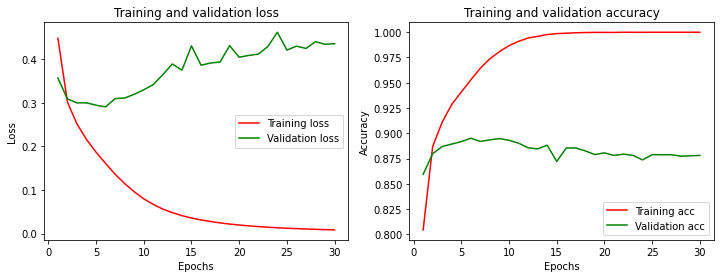 Training and validation loss
Loss
0.4
0.3
0.2
0.1
0.0
Training loss
Validation loss
0 5 10 15 20 25 30
Epochs
Training and validation accuracy
Accuracy
1.000
0.975
0.950
0.925
0.900
0.875
0.850
0.825
0.800
Training acc
Validation acc
0 5 10 15 20 25 30
Epochs